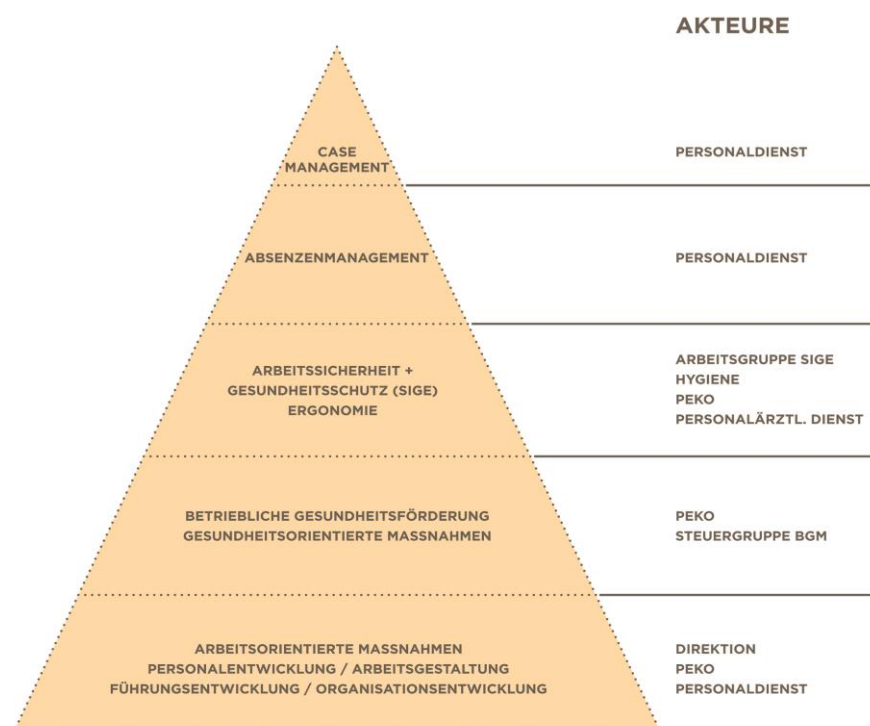 AKTEURE
CASE
MANAGEMENT
PERSONALDIENST
ABSENZENMANAGEMENT
PERSONALDIENST
ARBEITSSICHERHEIT +
GESUNDHEITSSCHUTZ (SIGE)
ERGONOMIE
ARBEITSGRUPPE SIGE
HYGIENE
PEKO
PERSONALÄRZTL. DIENST
BETRIEBLICHE GESUNDHEITSFÖRDERUNG
GESUNDHEITSORIENTIERTE MASSNAHMEN
PEKO
STEUERGRUPPE BGM
ARBEITSORIENTIERTE MASSNAHMEN
PERSONALENTWICKLUNG / ARBEITSGESTALTUNG
FÜHRUNGSENTWICKLUNG / ORGANISATIONSENTWICKLUNG
DIREKTION
PEKO
PERSONALDIENST